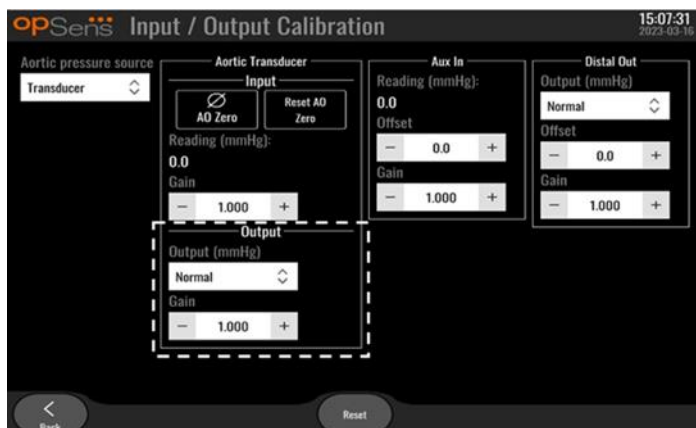 opSens Input / Output Calibration
15:07:31
2023-03-16
Aortic pressure source
Transducer
Aortic Transducer
Input
AO Zero
Reset AO
Zero
Reading (mmHg):
0.0
Gain
− 1.000 +
Output
Output (mmHg)
Normal
Gain
− 1.000 +
Aux In
Reading (mmHg):
0.0
Offset
− 0.0 +
Gain
− 1.000 +
Distal Out
Output (mmHg)
Normal
Offset
− 0.0 +
Gain
− 1.000 +
Back
Reset